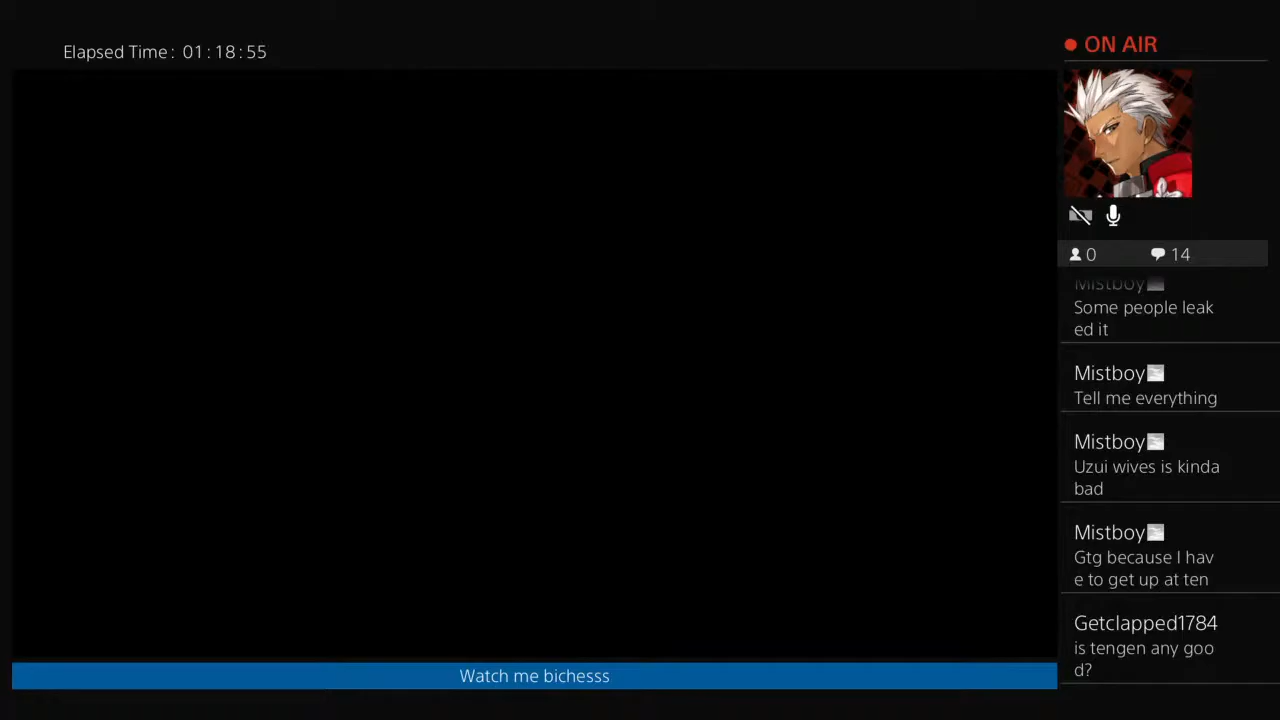 Elapsed Time: 01:18:55
ON AIR
0 14
Mistboy
Some people leak
ed it
Mistboy
Tell me everything
Mistboy
Uzui wives is kinda
bad
Mistboy
Gtg because I hav
e to get up at ten
Getclapped1784
is tengen any goo
d?
Watch me bichesss